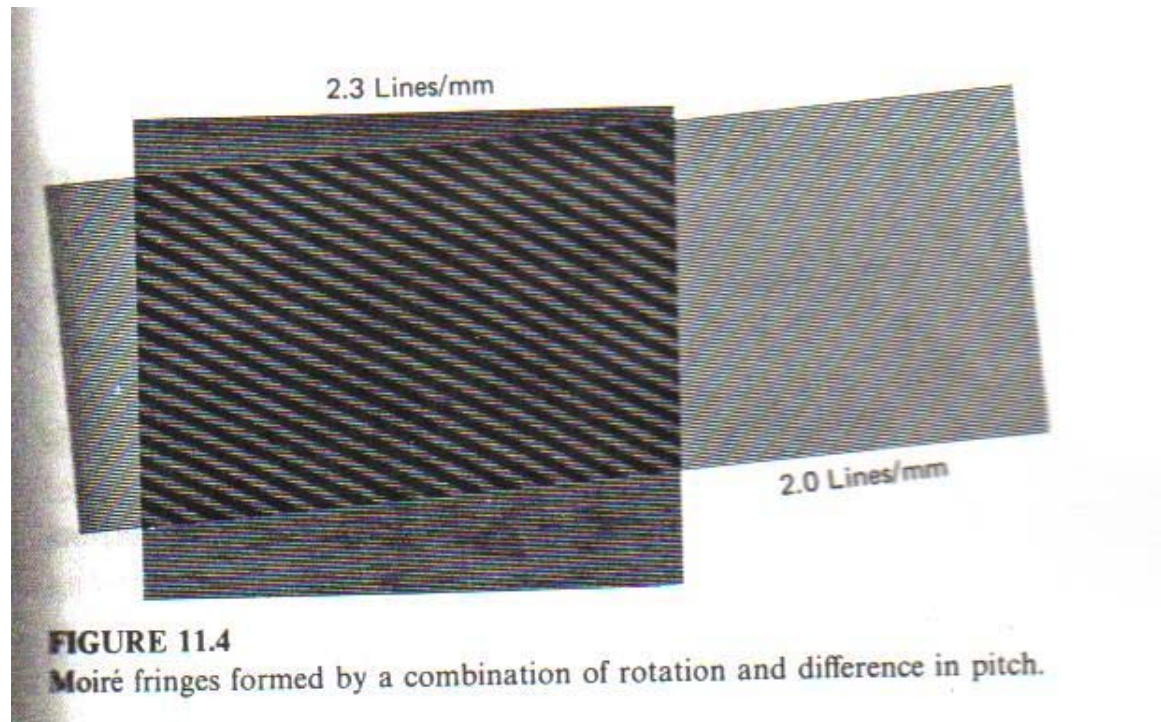 2.3 Lines/mm
2.0 Lines/mm
FIGURE 11.4
Moiré fringes formed by a combination of rotation and difference in pitch.